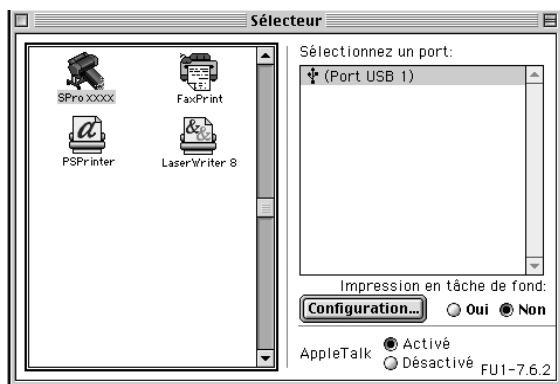 Sélecteur
SPro XXXX
FaxPrint
PSPrinter
LaserWriter 8
Sélectionnez un port:
(Port USB 1)
Impression en tâche de fond:
Configuration...
Oui Non
AppleTalk
Activé
Désactivé
FU1-7.6.2